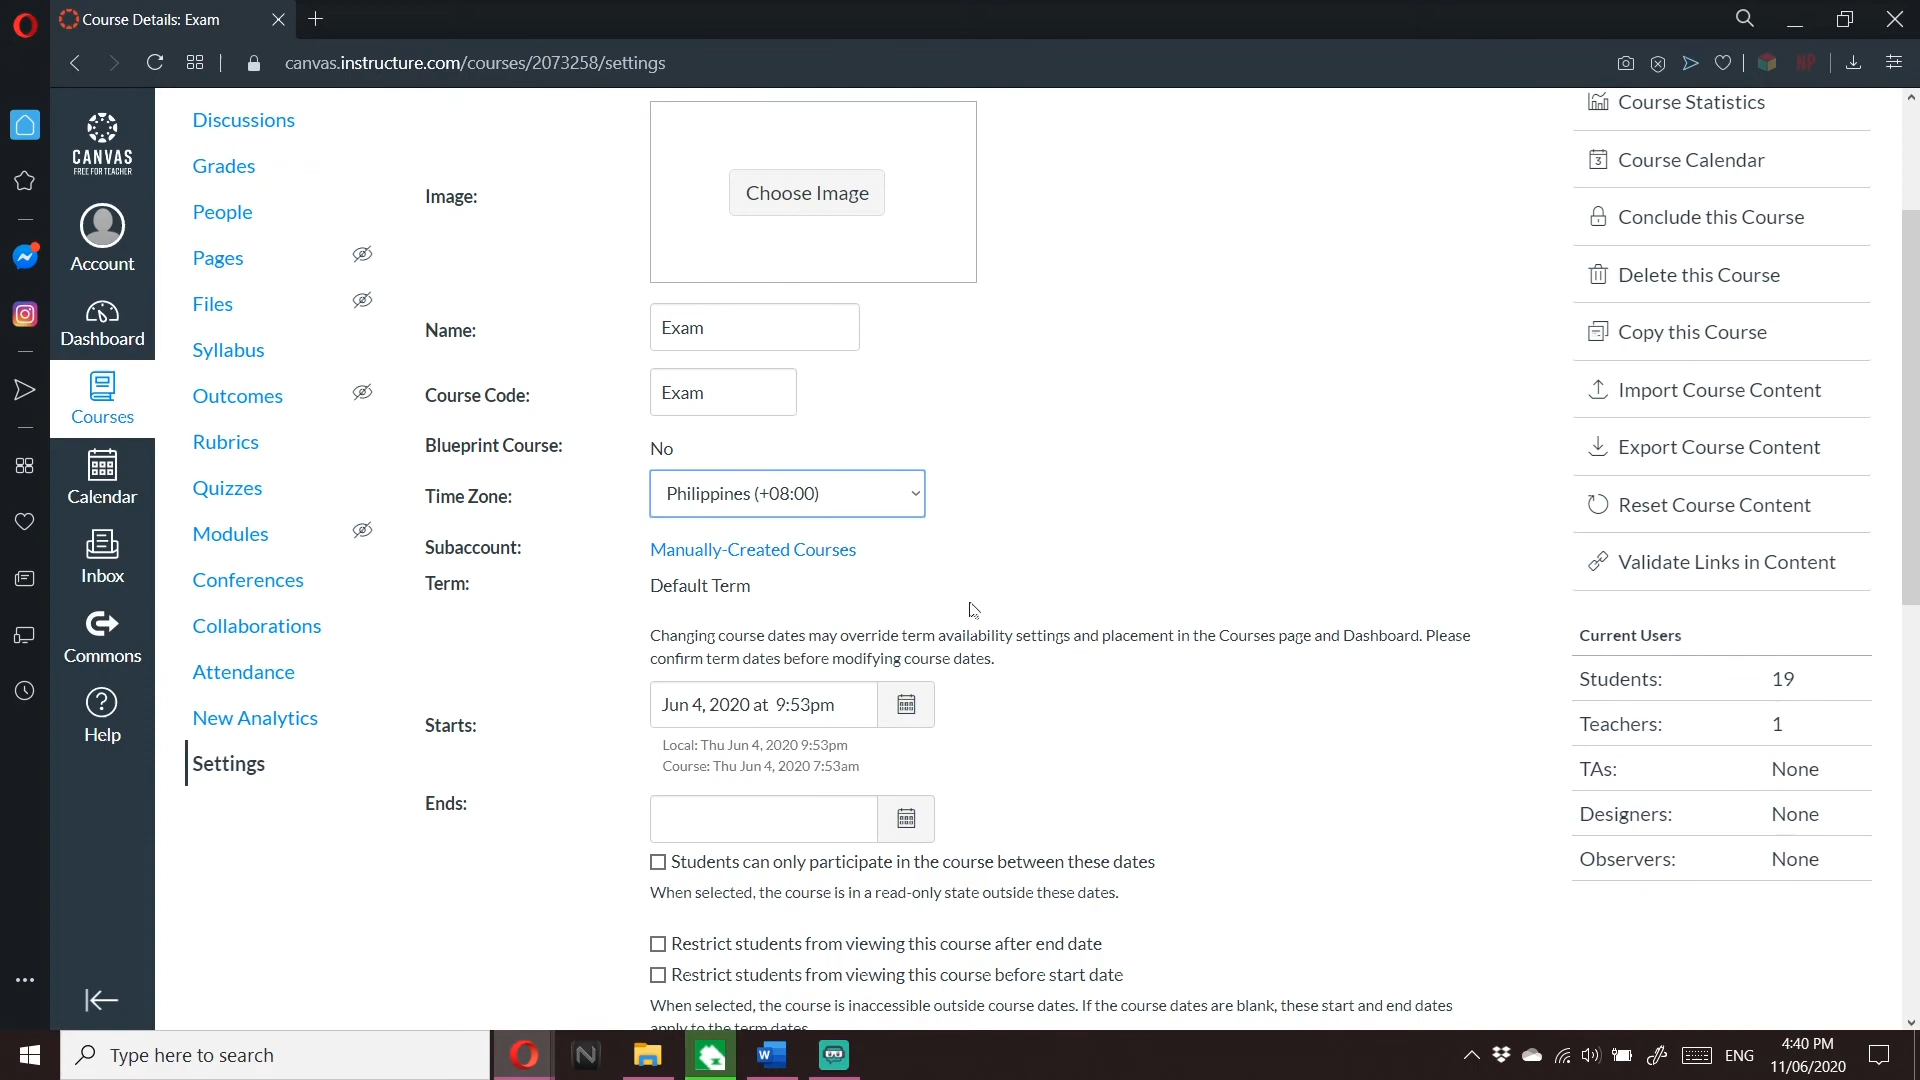 Course Details: Exam
canvas.instructure.com/courses/2073258/settings
CANVAS
FREE FOR TEACHER
Account
Dashboard
Courses
Calendar
Inbox
Commons
Help
Discussions
Grades
People
Pages
Files
Syllabus
Outcomes
Rubrics
Quizzes
Modules
Conferences
Collaborations
Attendance
New Analytics
Settings
Image:
Choose Image
Name:
Exam
Course Code:
Exam
Blueprint Course:
No
Time Zone:
Philippines (+08:00)
Subaccount:
Manually-Created Courses
Term:
Default Term
Changing course dates may override term availability settings and placement in the Courses page and Dashboard. Please
confirm term dates before modifying course dates.
Starts:
Jun 4, 2020 at 9:53pm
Local: Thu Jun 4, 2020 9:53pm
Course: Thu Jun 4, 2020 7:53am
Ends:
Students can only participate in the course between these dates
When selected, the course is in a read-only state outside these dates.
Restrict students from viewing this course after end date
Restrict students from viewing this course before start date
When selected, the course is inaccessible outside course dates. If the course dates are blank, these start and end dates
apply to the term dates
Course Statistics
3
Course Calendar
Conclude this Course
Delete this Course
Copy this Course
Import Course Content
Export Course Content
Reset Course Content
Validate Links in Content
Current Users
Students: 19
Teachers: 1
TAs: None
Designers: None
Observers: None
Type here to search
ENG
4:40 PM
11/06/2020